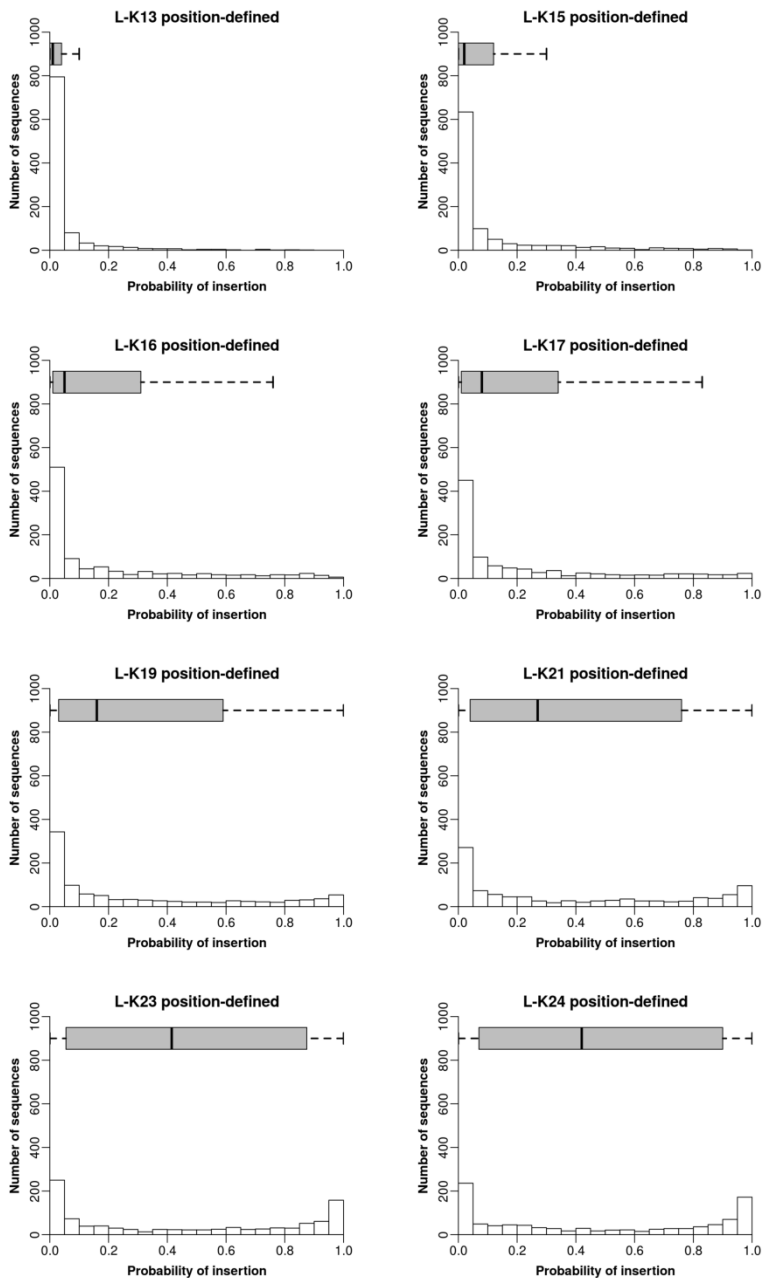 L-K13 position-defined
Number of sequences
0 200 400 600 800 1000
0.0 0.2 0.4 0.6 0.8 1.0
Probability of insertion
L-K15 position-defined
Number of sequences
0 200 400 600 800 1000
0.0 0.2 0.4 0.6 0.8 1.0
Probability of insertion
L-K16 position-defined
Number of sequences
0 200 400 600 800 1000
0.0 0.2 0.4 0.6 0.8 1.0
Probability of insertion
L-K17 position-defined
Number of sequences
0 200 400 600 800 1000
0.0 0.2 0.4 0.6 0.8 1.0
Probability of insertion
L-K19 position-defined
Number of sequences
0 200 400 600 800 1000
0.0 0.2 0.4 0.6 0.8 1.0
Probability of insertion
L-K21 position-defined
Number of sequences
0 200 400 600 800 1000
0.0 0.2 0.4 0.6 0.8 1.0
Probability of insertion
L-K23 position-defined
Number of sequences
0 200 400 600 800 1000
0.0 0.2 0.4 0.6 0.8 1.0
Probability of insertion
L-K24 position-defined
Number of sequences
0 200 400 600 800 1000
0.0 0.2 0.4 0.6 0.8 1.0
Probability of insertion